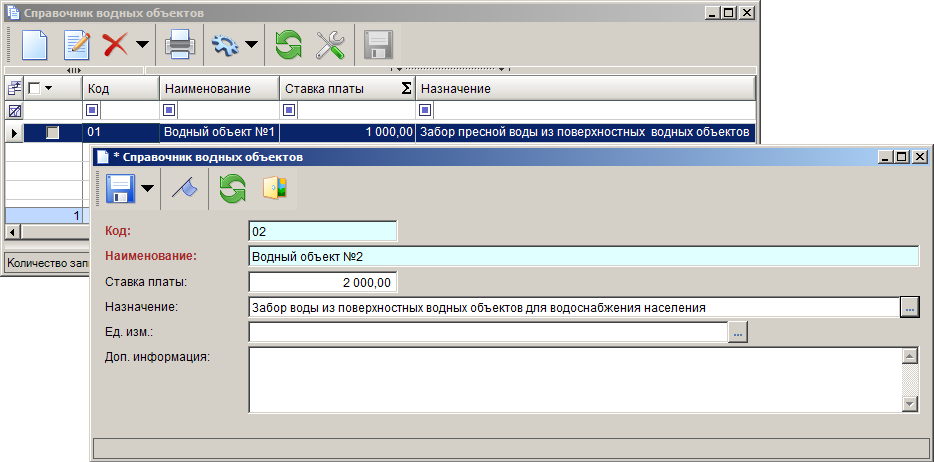 Справочник водных объектов
Код Наименование Ставка платы Σ Назначение
01 Водный объект №1 1 000,00 Забор пресной воды из поверхностных водных объектов
* Справочник водных объектов
1
Код: 02
Наименование: Водный объект №2
Количество
Ставка платы: 2 000,00
Назначение: Забор воды из поверхностных водных объектов для водоснабжения населения ...
Ед. изм.: ...
Доп. информация: